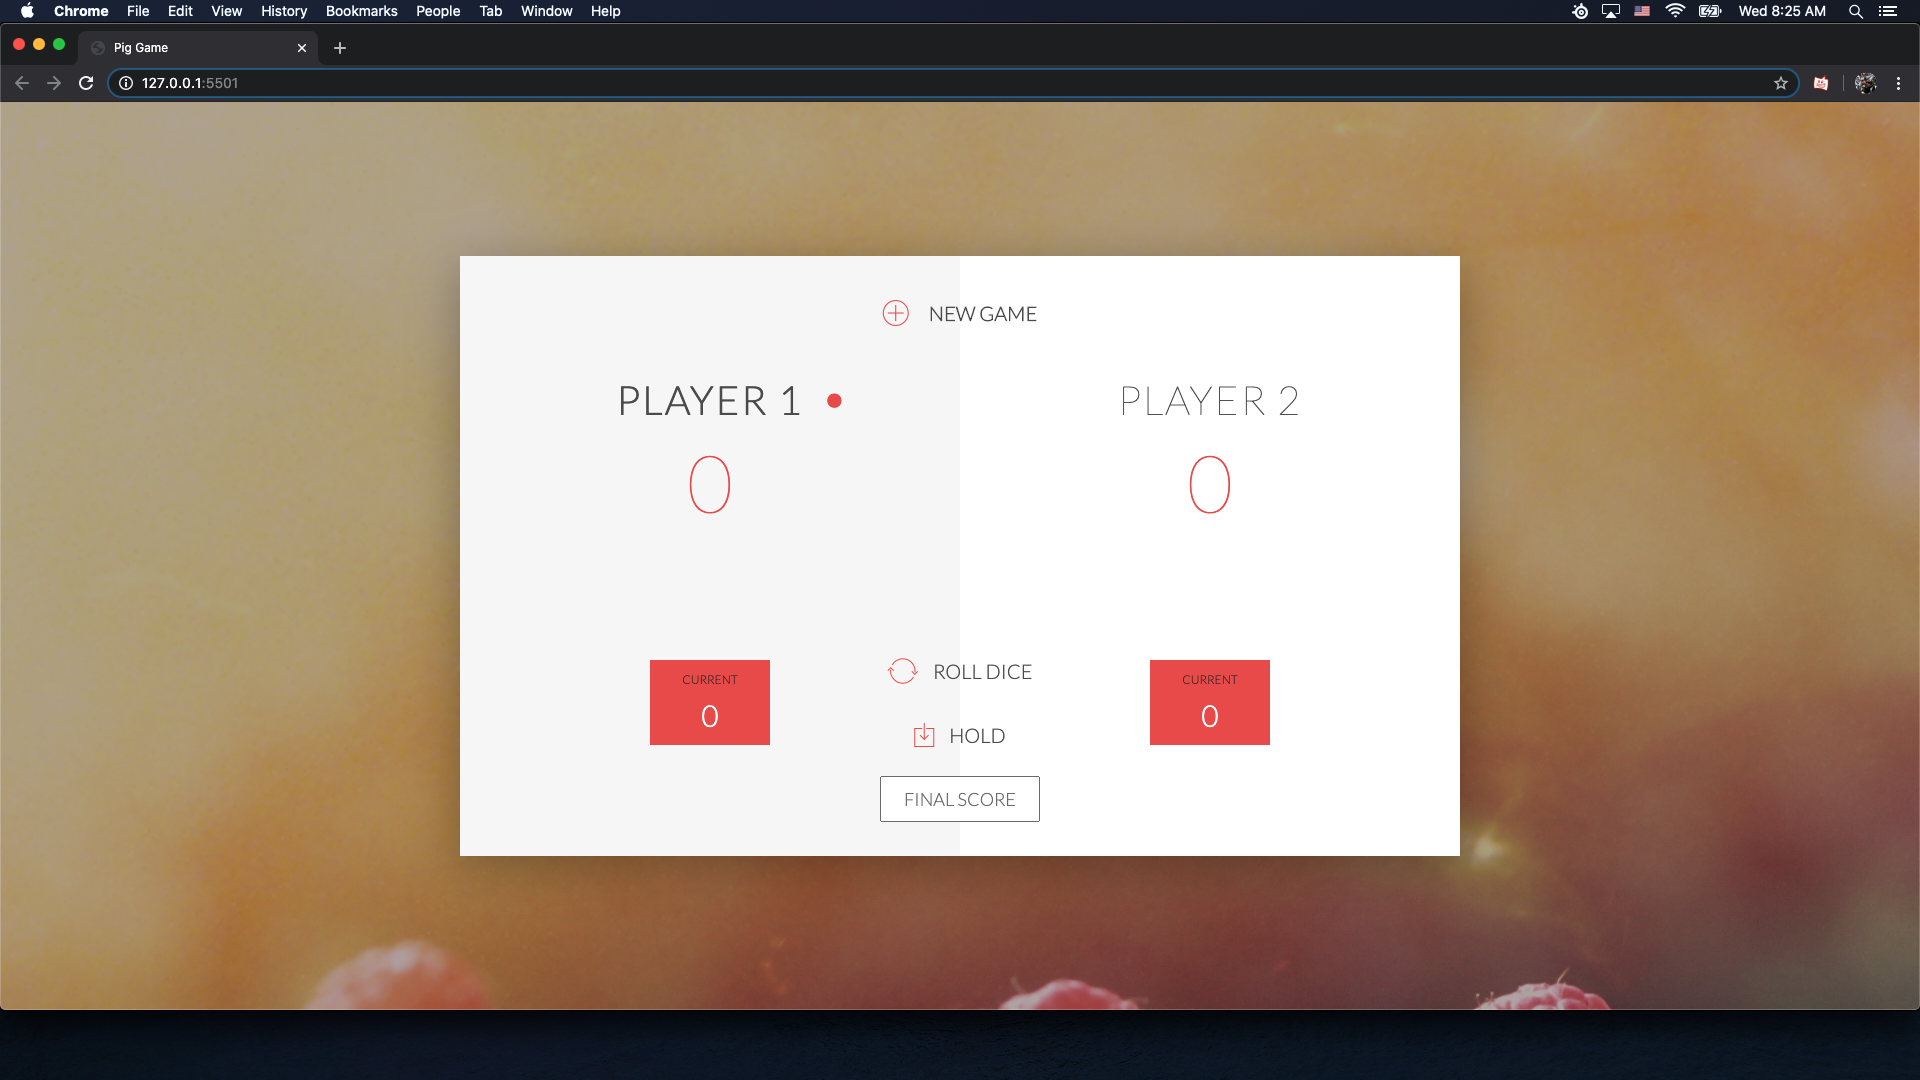 Chrome File Edit View History Bookmarks People Tab Window Help Wed 8:25 AM
Pig Game
127.0.0.1:5501
NEW GAME
PLAYER 1
PLAYER 2
0
0
ROLL DICE
CURRENT
0
CURRENT
0
HOLD
FINAL SCORE